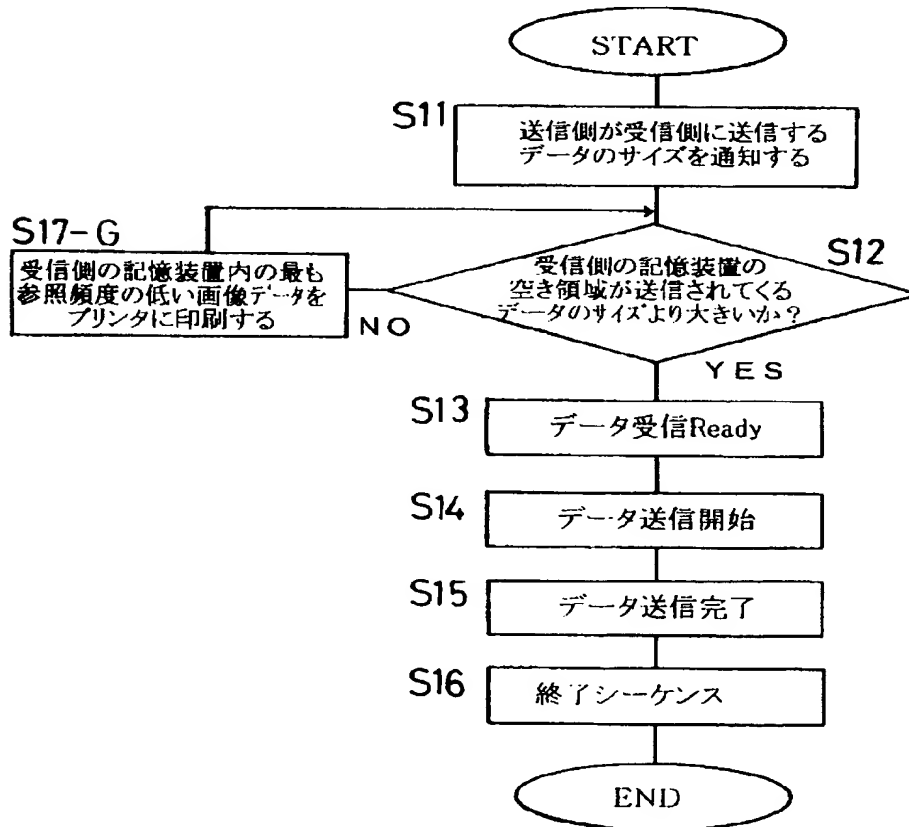 START
S11
送信側が受信側に送信する
データのサイズを通知する
S17-G
受信側の記憶装置内の最も
参照頻度の低い画像データを
プリンタに印刷する
NO
S12
受信側の記憶装置の
空き領域が送信されてくる
データのサイズより大きいか?
YES
S13
データ受信Ready
S14
データ送信開始
S15
データ送信完了
S16
終了シーケンス
END